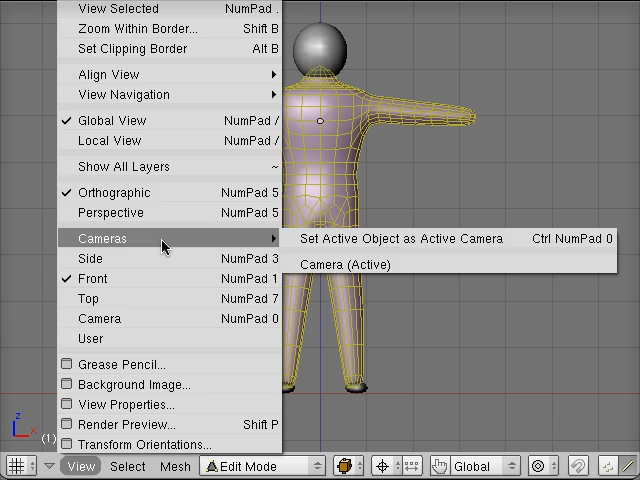 View Selected NumPad .
Zoom Within Border... Shift B
Set Clipping Border Alt B
Align View
View Navigation
Global View NumPad /
Local View NumPad /
Show All Layers ~
Orthographic NumPad 5
Perspective NumPad 5
Cameras
Set Active Object as Active Camera Ctrl NumPad 0
Camera (Active)
Side NumPad 3
Front NumPad 1
Top NumPad 7
Camera NumPad 0
User
Grease Pencil...
Background Image...
View Properties...
Render Preview... Shift P
Transform Orientations...
z
x
(1)
View Select Mesh Edit Mode Global